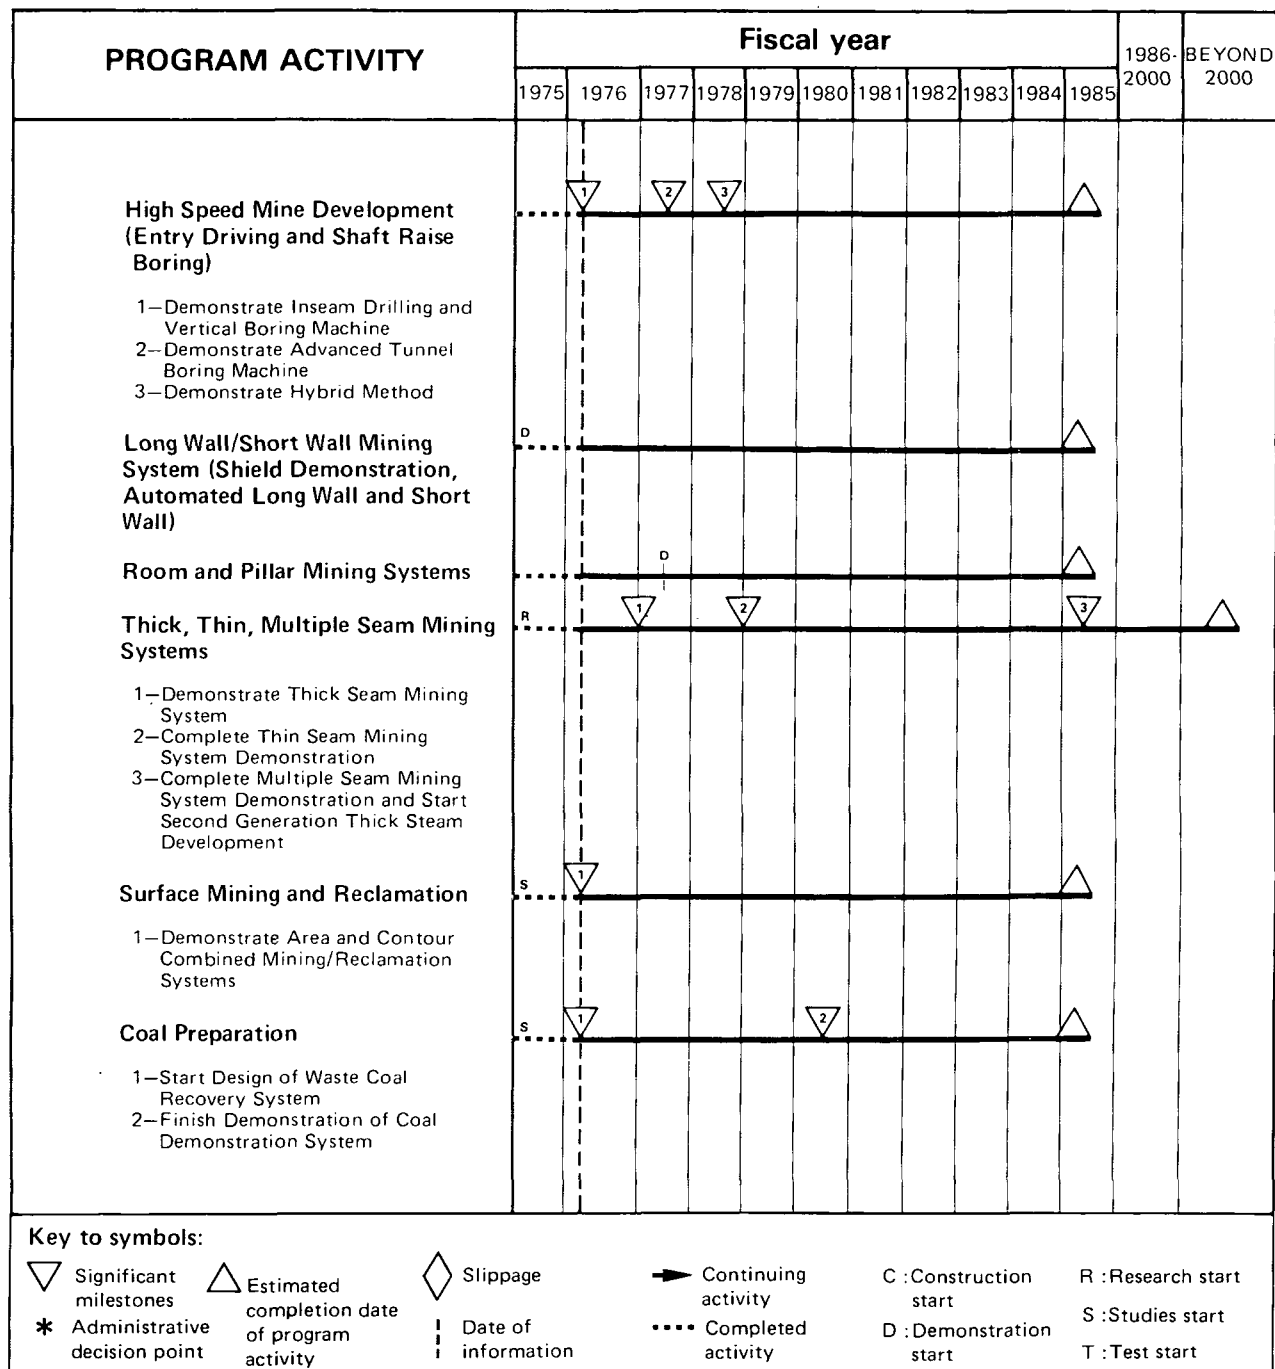 PROGRAM ACTIVITY
Fiscal year
1986-
2000
BEYOND
2000
1975 1976 1977 1978 1979 1980 1981 1982 1983 1984 1985
1 2 3
High Speed Mine Development
(Entry Driving and Shaft Raise
Boring)
1—Demonstrate Inseam Drilling and
Vertical Boring Machine
2—Demonstrate Advanced Tunnel
Boring Machine
3—Demonstrate Hybrid Method
D
Long Wall/Short Wall Mining
System (Shield Demonstration,
Automated Long Wall and Short
Wall)
D
Room and Pillar Mining Systems
R 1 2 3
Thick, Thin, Multiple Seam Mining
Systems
1—Demonstrate Thick Seam Mining
System
2—Complete Thin Seam Mining
System Demonstration
3—Complete Multiple Seam Mining
System Demonstration and Start
Second Generation Thick Steam
Development
S 1
Surface Mining and Reclamation
1—Demonstrate Area and Contour
Combined Mining/Reclamation
Systems
S 1 2
Coal Preparation
1—Start Design of Waste Coal
Recovery System
2—Finish Demonstration of Coal
Demonstration System
Key to symbols:
Significant
milestones
Administrative
decision point
Estimated
completion date
of program
activity
Slippage
Date of
information
Continuing
activity
Completed
activity
C : Construction
start
D : Demonstration
start
R : Research start
S : Studies start
T : Test start